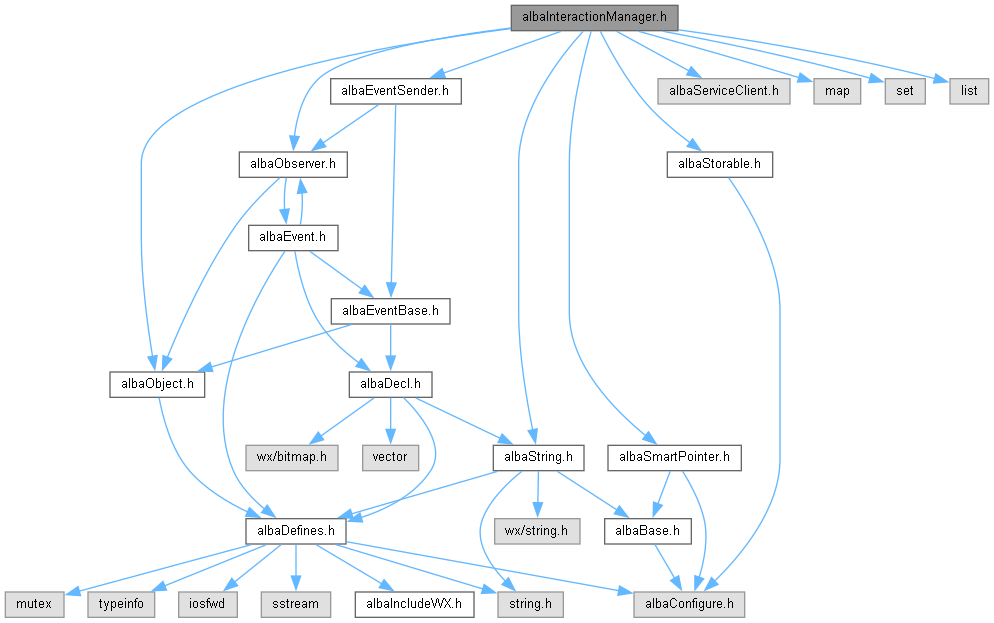 albaInteractionManager.h
albaEventSender.h
albaServiceClient.h
map
set
list
albaObserver.h
albaStorable.h
albaEvent.h
albaEventBase.h
albaObject.h
albaDecl.h
wx/bitmap.h
vector
albaString.h
albaSmartPointer.h
albaDefines.h
wx/string.h
albaBase.h
mutex
typeinfo
iosfwd
sstream
albaIncludeWX.h
string.h
albaConfigure.h